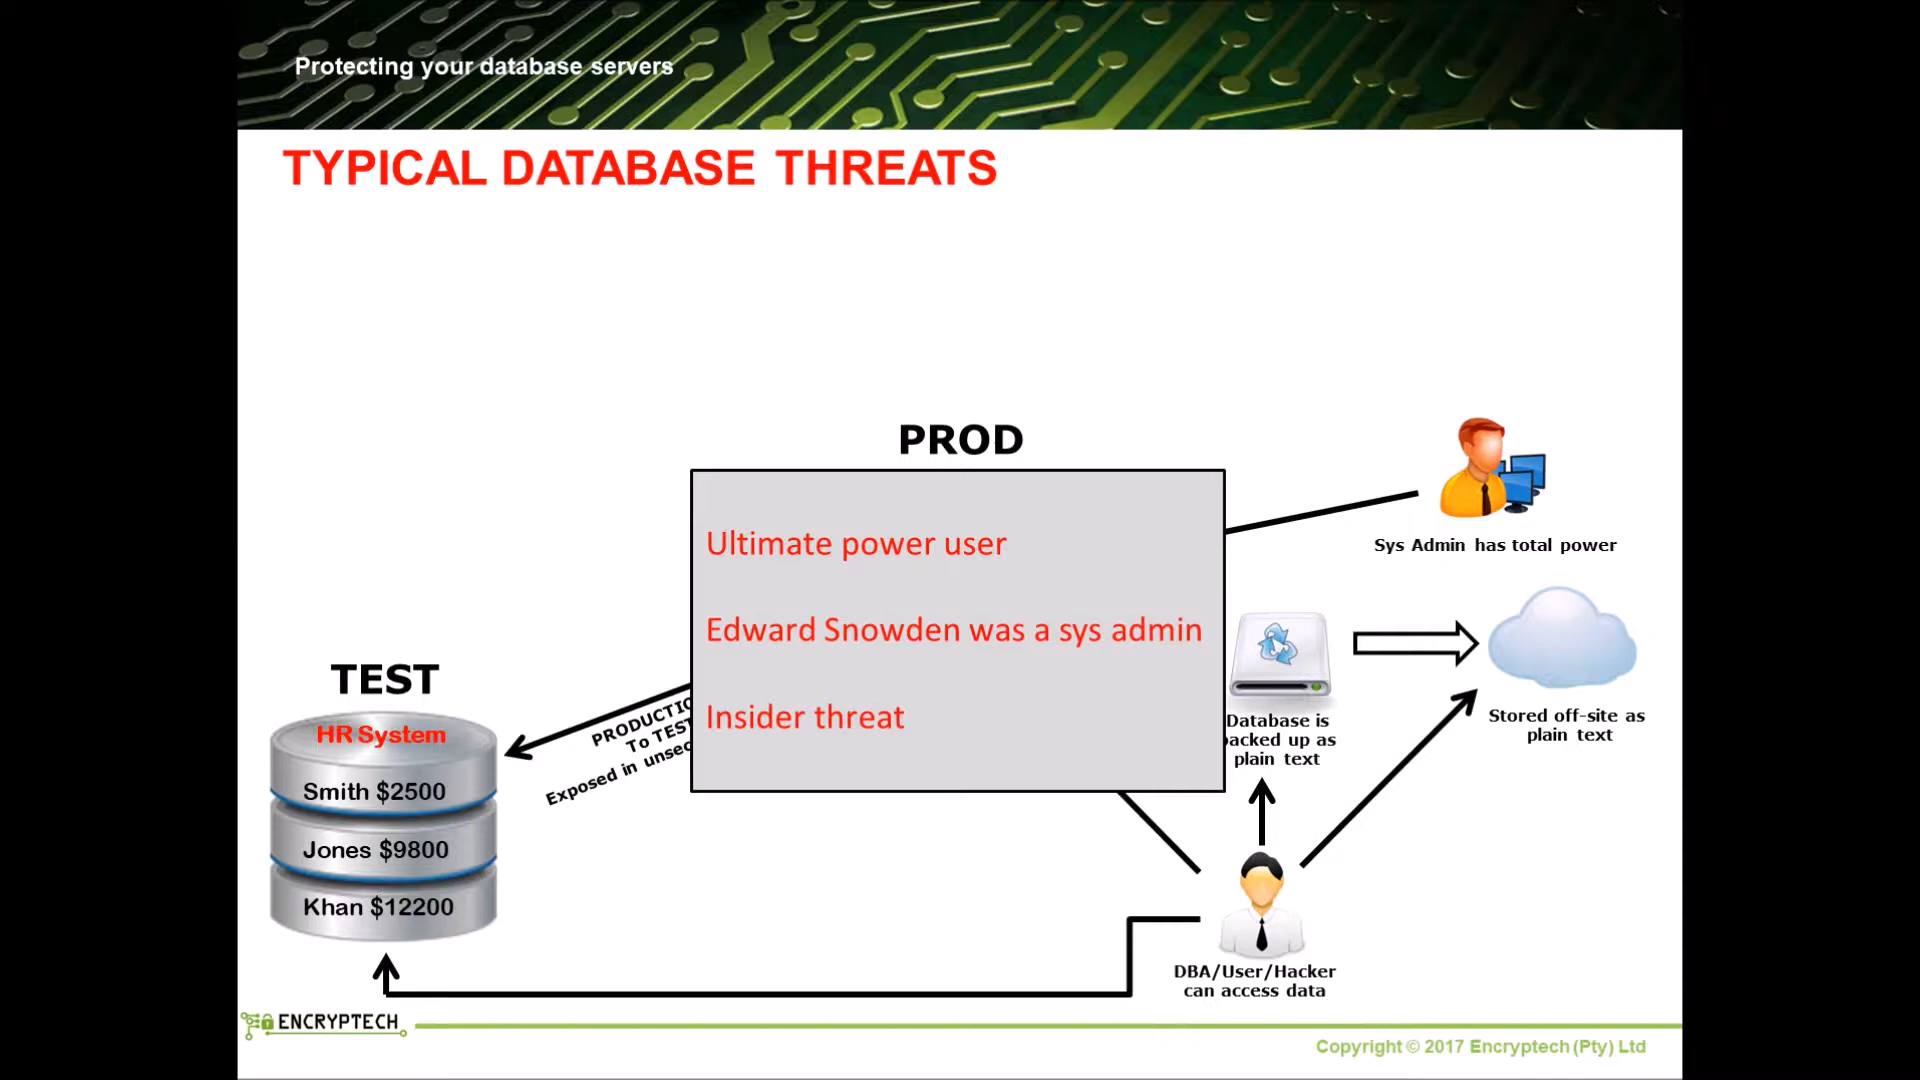 Protecting your database servers
TYPICAL DATABASE THREATS
PROD
Ultimate power user
Edward Snowden was a sys admin
Insider threat
Sys Admin has total power
TEST
HR System
Smith $2500
Jones $9800
Khan $12200
To TEST
Exposed in
Database is
up as
plain text
Stored off-site as
plain text
DBA/User/Hacker
can access data
ENCRYPTECH
Copyright © 2017 Encryptech (Pty) Ltd